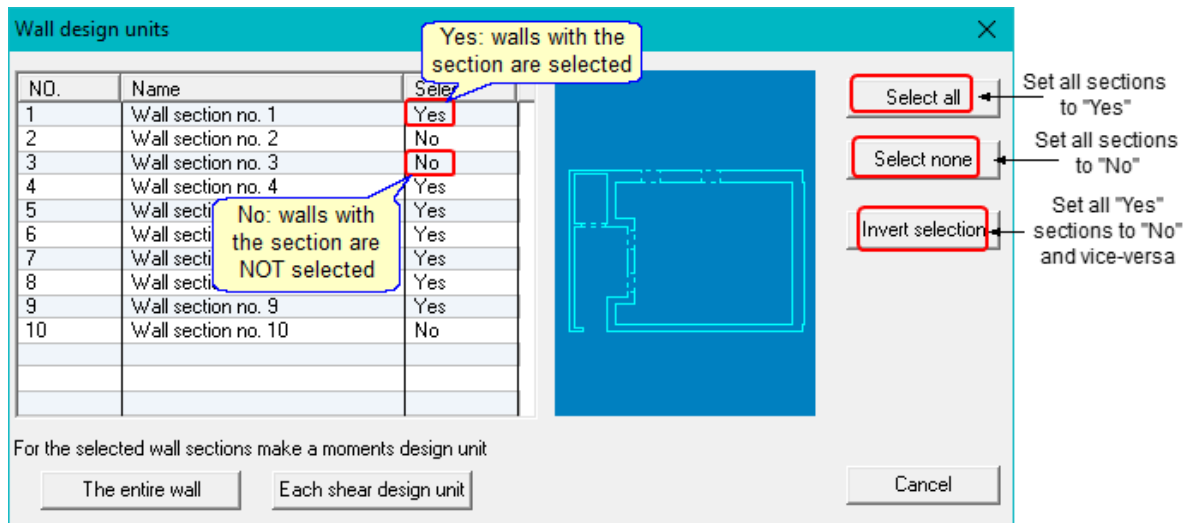 Wall design units
Yes: walls with the
section are selected
NO. Name Selec
1 Wall section no. 1 Yes
2 Wall section no. 2 No
3 Wall section no. 3 No
4 Wall section no. 4 Yes
5 Wall secti Yes
6 Wall secti Yes
7 Wall secti Yes
8 Wall secti Yes
9 Wall section no. 9 Yes
10 Wall section no. 10 No
No: walls with
the section are
NOT selected
Select all
Set all sections
to "Yes"
Select none
Set all sections
to "No"
Invert selection
Set all "Yes"
sections to "No"
and vice-versa
For the selected wall sections make a moments design unit
The entire wall
Each shear design unit
Cancel